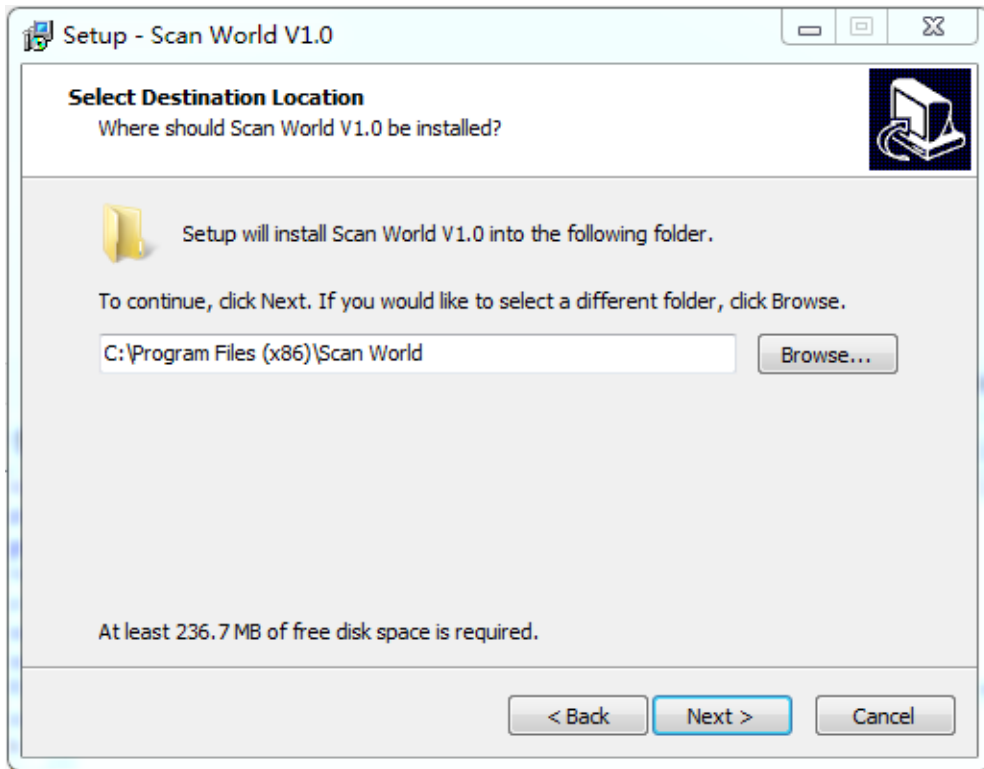 Setup - Scan World V1.0
Select Destination Location
Where should Scan World V1.0 be installed?
Setup will install Scan World V1.0 into the following folder.
To continue, click Next. If you would like to select a different folder, click Browse.
C:\Program Files (x86)\Scan World
Browse...
At least 236.7 MB of free disk space is required.
< Back
Next >
Cancel